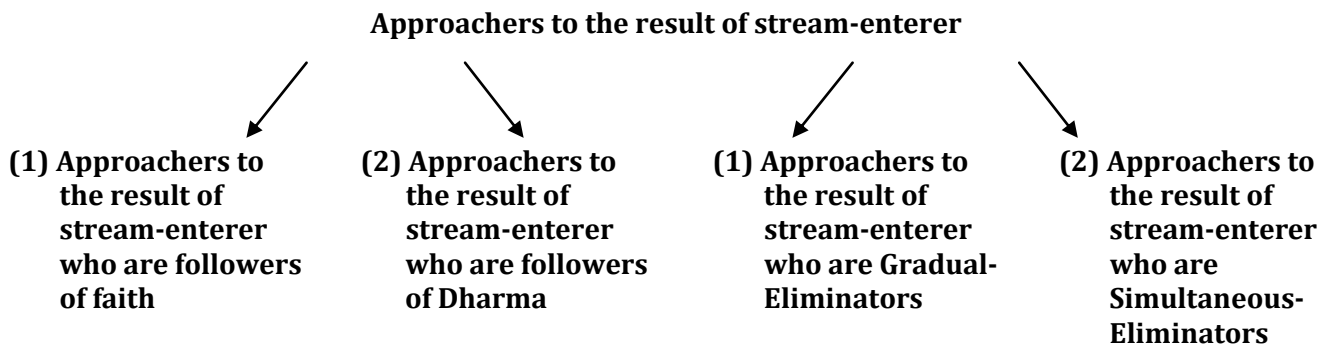 Approachers to the result of stream-enterer
(1) Approachers to
the result of
stream-enterer
who are followers
of faith
(2) Approachers to
the result of
stream-enterer
who are followers
of Dharma
(1) Approachers to
the result of
stream-enterer
who are Gradual-
Eliminators
(2) Approachers to
the result of
stream-enterer
who are
Simultaneous-
Eliminators